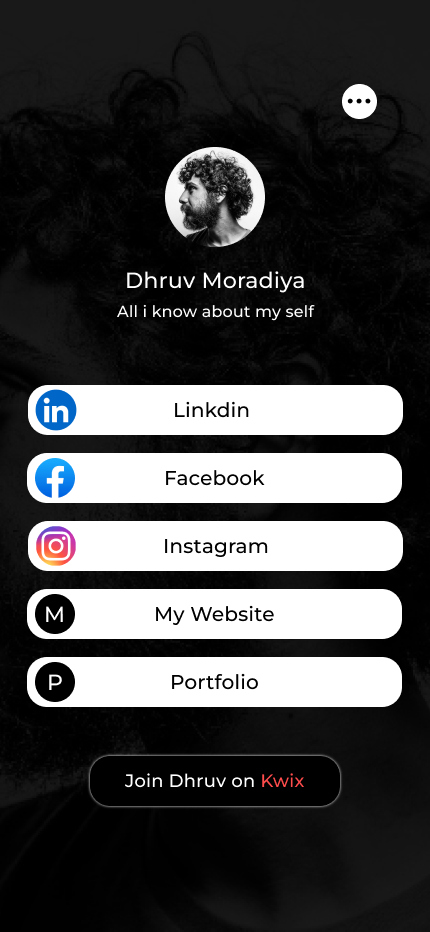 Dhruv Moradiya
All i know about my self
in Linkdin
f Facebook
Instagram
M My Website
P Portfolio
Join Dhruv on Kwix